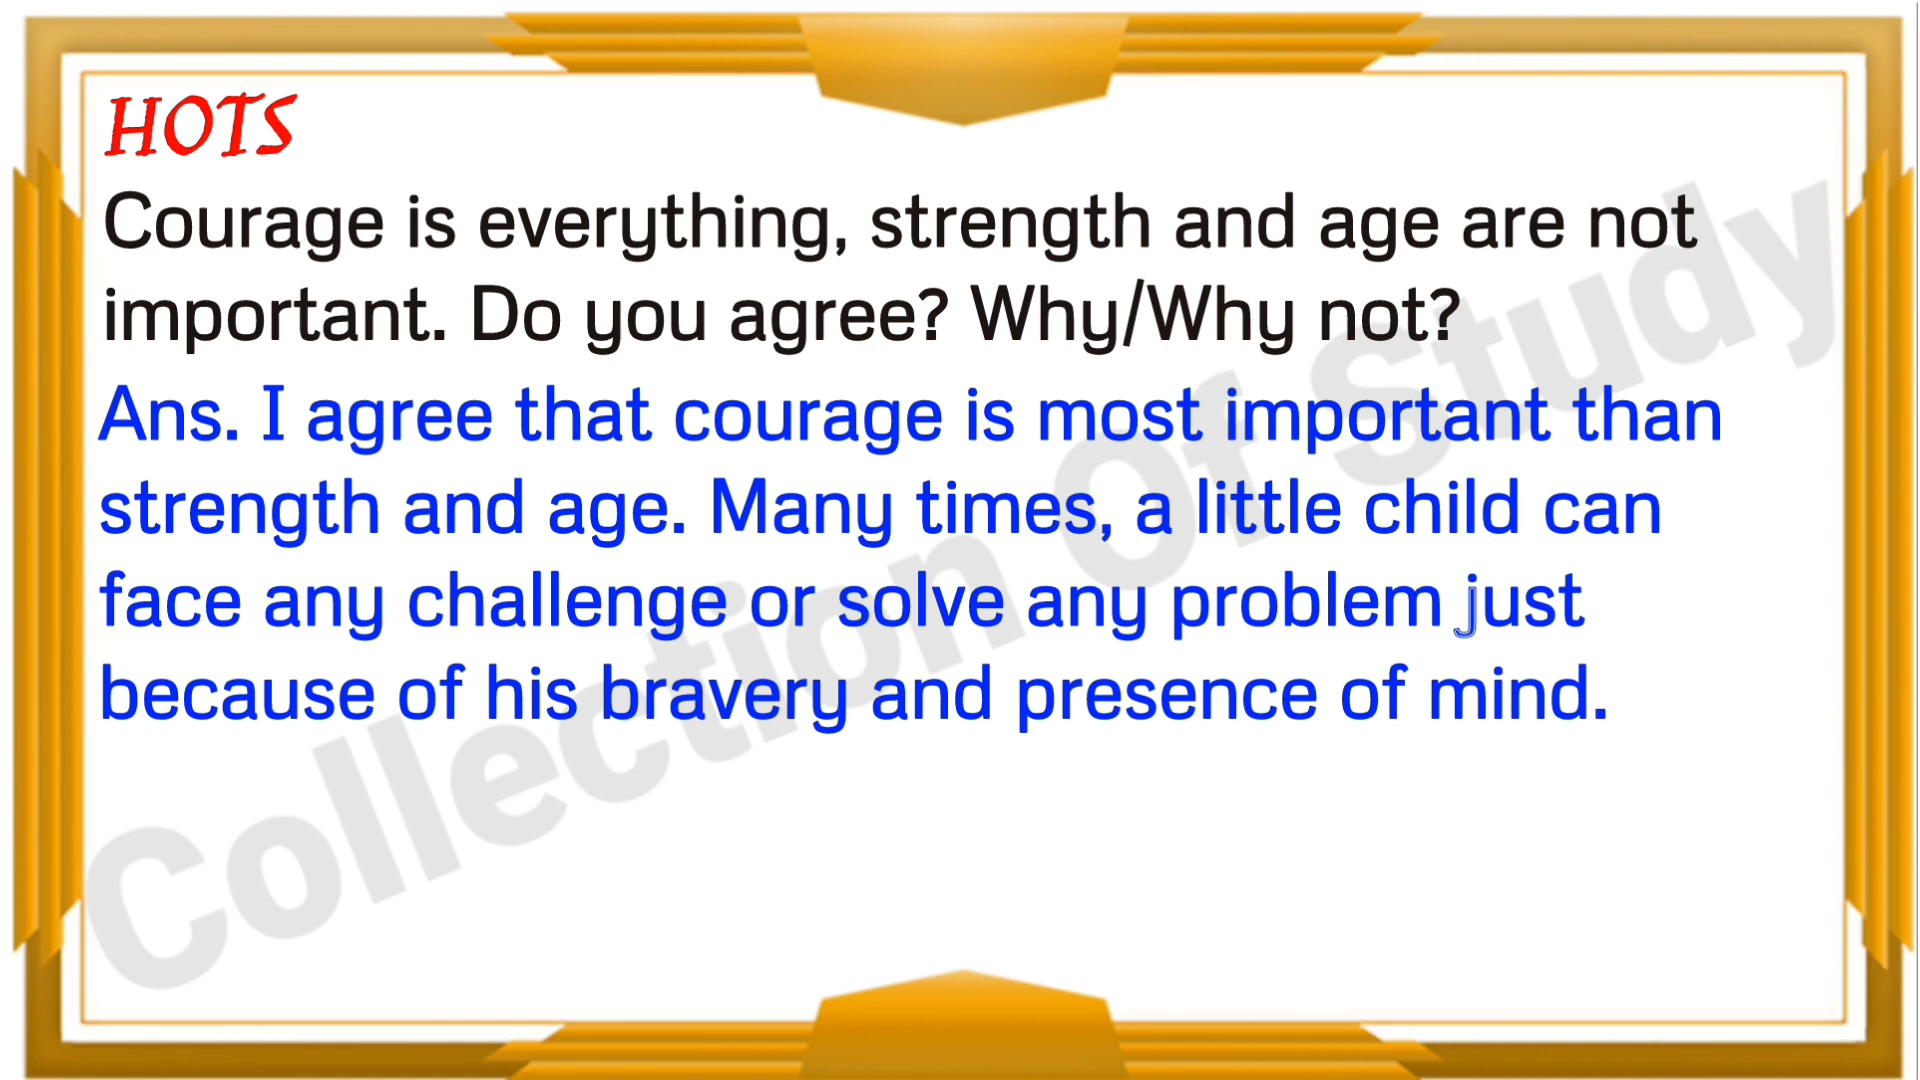 HOTS
Courage is everything, strength and age are not
important. Do you agree? Why/Why not?
Ans. I agree that courage is most important than
strength and age. Many times, a little child can
face any challenge or solve any problem just
because of his bravery and presence of mind.
Collection Of Study